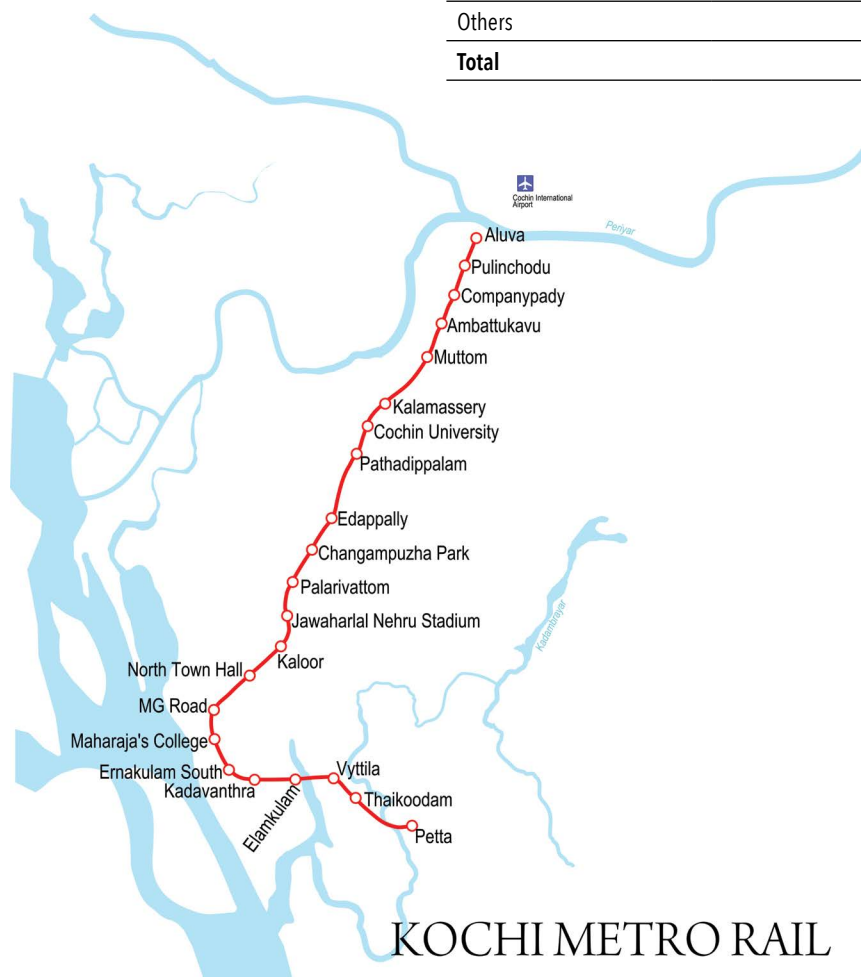 Others
Total
Cochin International
Airport
Periyar
Aluva
Pulinchodu
Companypady
Ambattukavu
Muttom
Kalamassery
Cochin University
Pathadippalam
Edappally
Changampuzha Park
Palarivattom
Kadambrayar
Jawaharlal Nehru Stadium
Kaloor
North Town Hall
MG Road
Maharaja's College
Ernakulam South
Kadavanthra
Elamkulam
Vyttila
Thaikoodam
Petta
KOCHI METRO RAIL